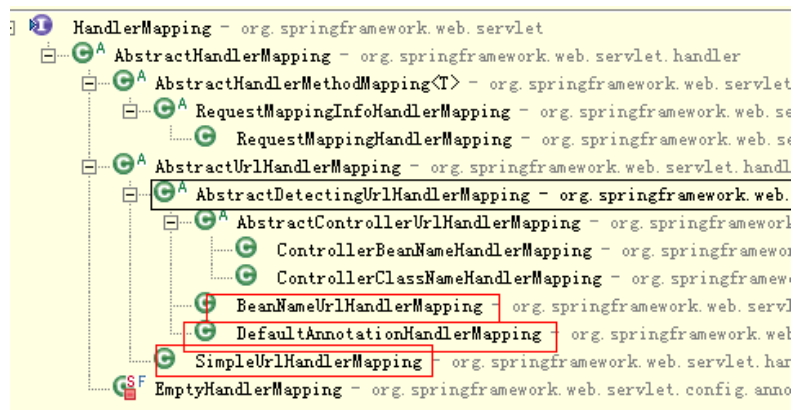 HandlerMapping - org.springframework.web.servlet
AbstractHandlerMapping - org.springframework.web.servlet.handler
AbstractHandlerMethodMapping<T> - org.springframework.web.servlet
RequestMappingInfoHandlerMapping - org.springframework.web.se
RequestMappingHandlerMapping - org.springframework.web.se
AbstractUrlHandlerMapping - org.springframework.web.servlet.handl
AbstractDetectingUrlHandlerMapping - org.springframework.web.
AbstractControllerUrlHandlerMapping - org.springframework
ControllerBeanNameHandlerMapping - org.springframewor
ControllerClassNameHandlerMapping - org.springframew
BeanNameUrlHandlerMapping - org.springframework.web.servl
DefaultAnnotationHandlerMapping - org.springframework.web
SimpleUrlHandlerMapping - org.springframework.web.servlet.han
EmptyHandlerMapping - org.springframework.web.servlet.config.anno